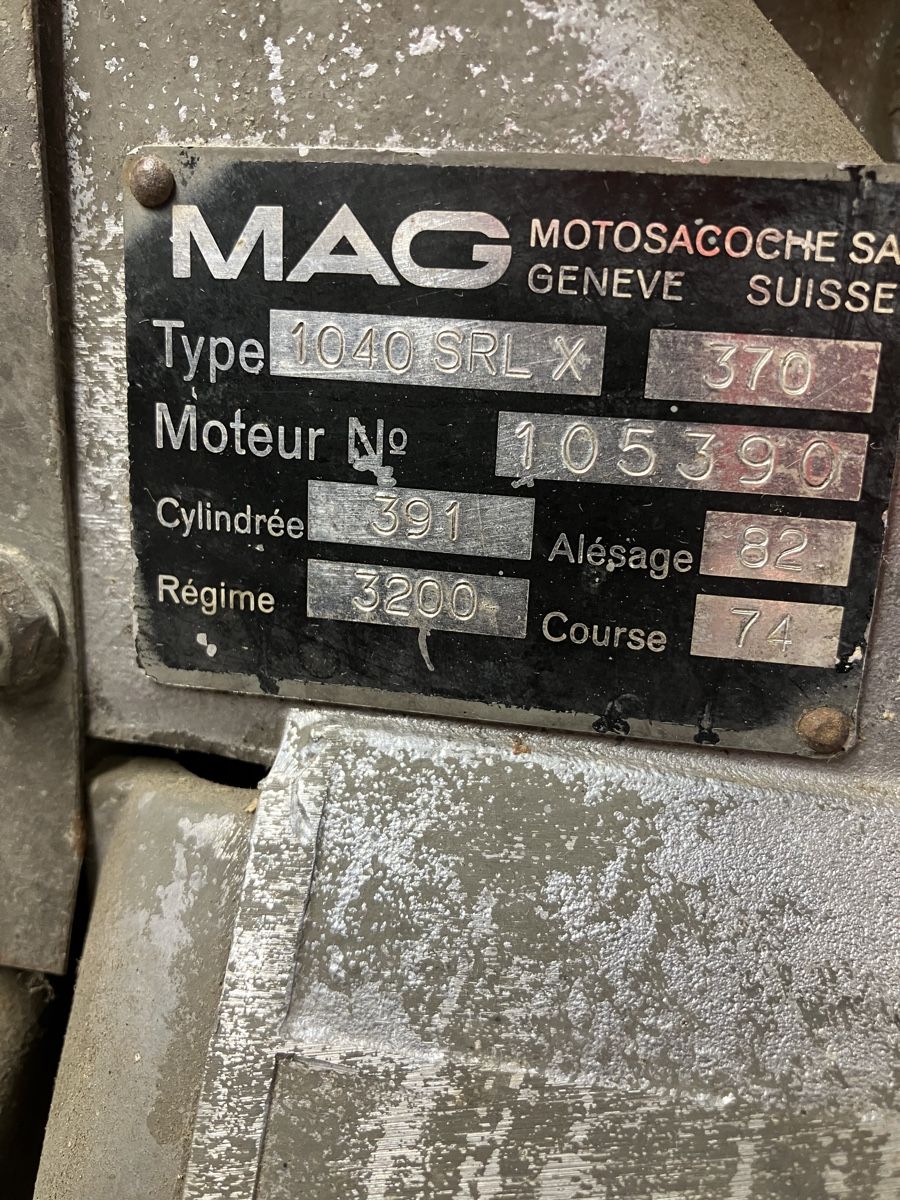 MAG MOTOSACOCHE SA
GENEVE SUISSE
Type 1040 SRL X 370
Moteur No 105390
Cylindrée 391 Alésage 82
Régime 3200 Course 74